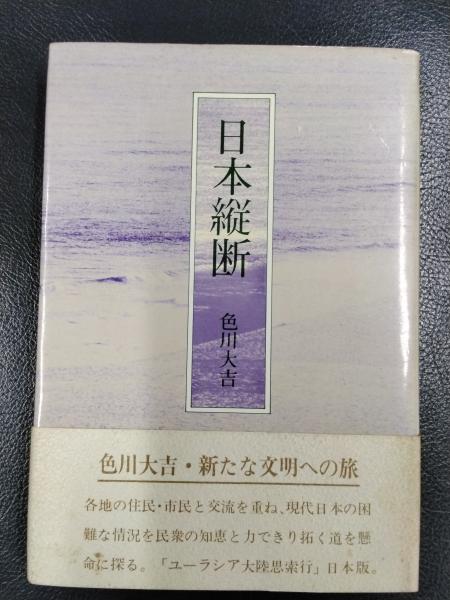 日本縦断
色川大吉
色川大吉・新たな文明への旅
各地の住民・市民と交流を重ね、現代日本の困
難な情況を民衆の知恵と力できり拓く道を懸
命に探る。「ユーラシア大陸思索行」日本版。